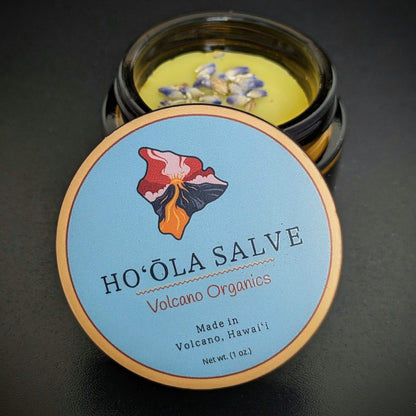 HOʻŌLA SALVE
Volcano Organics
Made in
Volcano, Hawaiʻi
Net wt. (1 oz.)